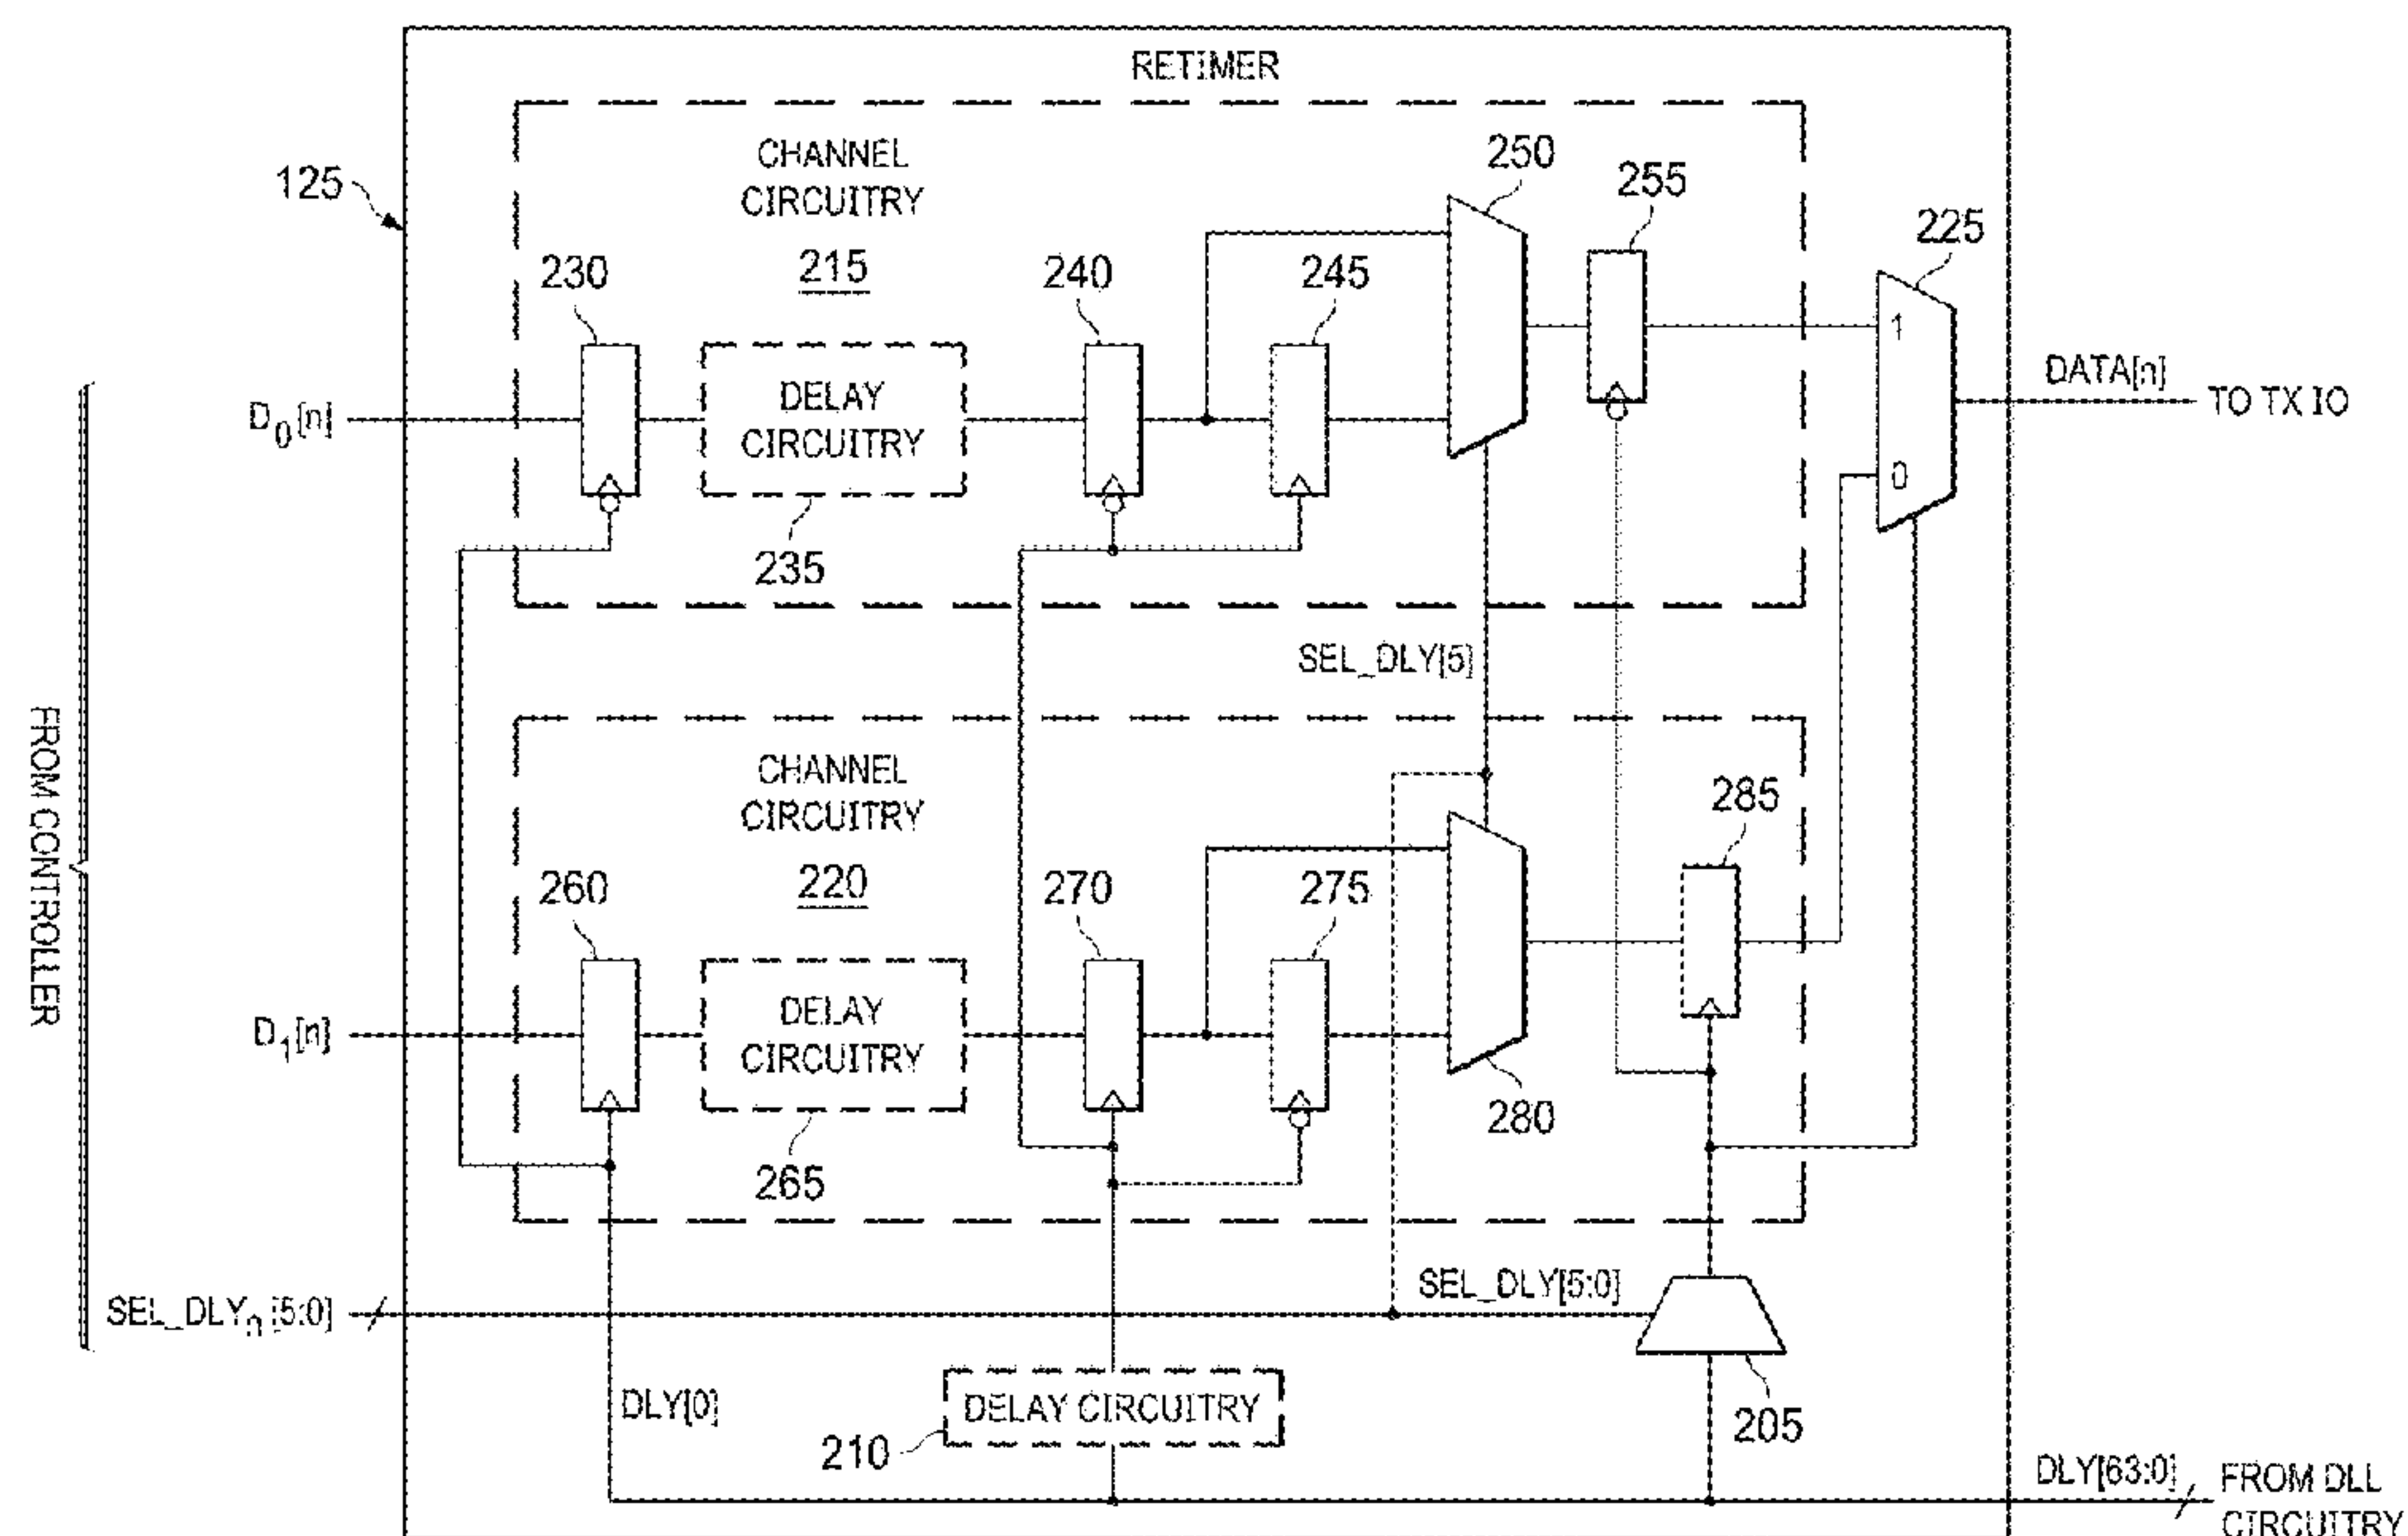 RETIMER
CHANNEL
CIRCUITRY
215
125
230
240
245
250
255
225
DELAY
CIRCUITRY
235
1
0
D0[n]
DATA[n]
TO TX IO
SEL_DLY[5]
FROM CONTROLLER
CHANNEL
CIRCUITRY
220
260
270
275
285
DELAY
CIRCUITRY
265
280
D1[n]
SEL_DLYn[5:0]
SEL_DLY[5:0]
DLY[0]
DELAY CIRCUITRY
210
205
DLY[63:0]
FROM DLL
CIRCUITRY